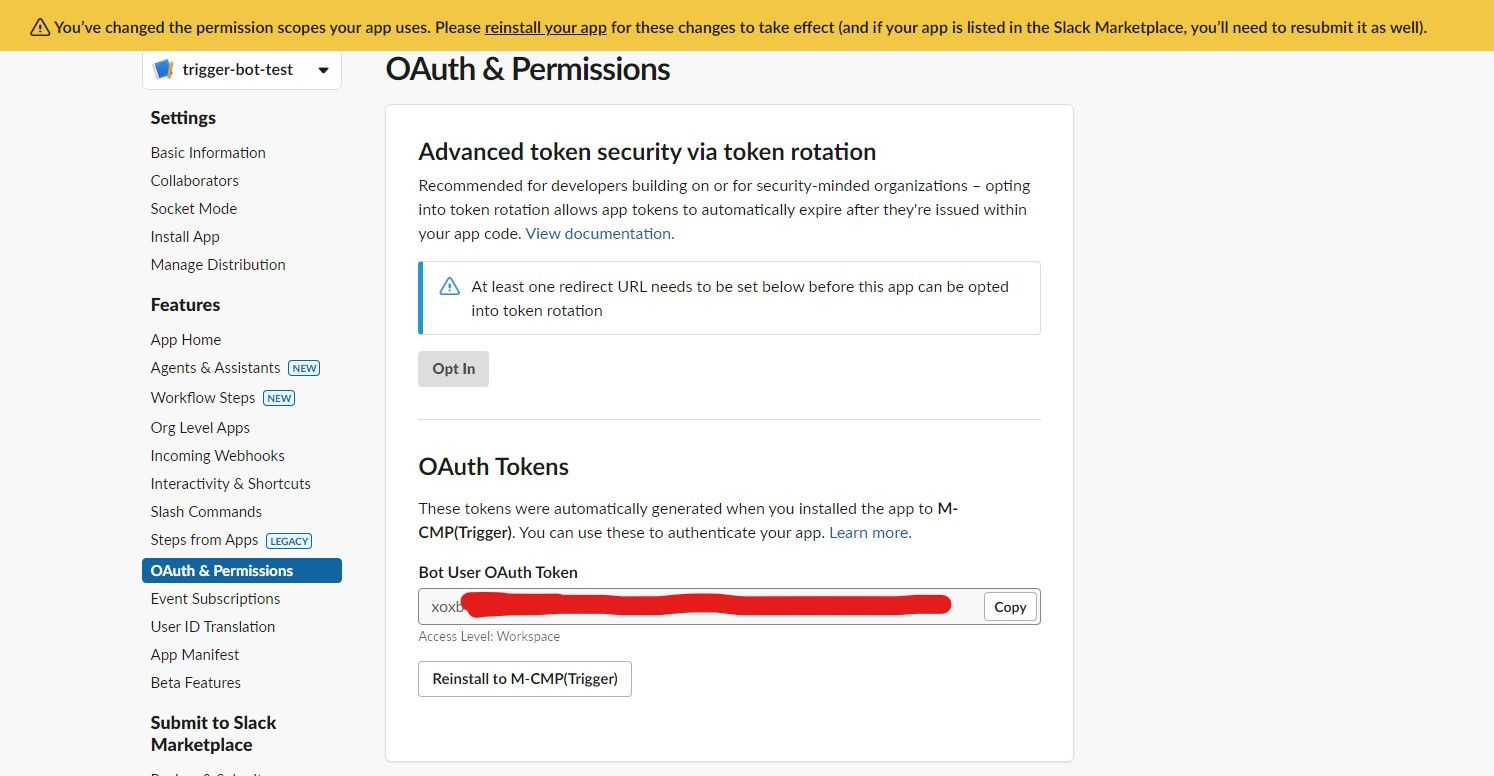 You’ve changed the permission scopes your app uses. Please reinstall your app for these changes to take effect (and if your app is listed in the Slack Marketplace, you’ll need to resubmit it as well).
trigger-bot-test
Settings
Basic Information
Collaborators
Socket Mode
Install App
Manage Distribution
Features
App Home
Agents & Assistants NEW
Workflow Steps NEW
Org Level Apps
Incoming Webhooks
Interactivity & Shortcuts
Slash Commands
Steps from Apps LEGACY
OAuth & Permissions
Event Subscriptions
User ID Translation
App Manifest
Beta Features
Submit to Slack
Marketplace
OAuth & Permissions
Advanced token security via token rotation
Recommended for developers building on or for security-minded organizations – opting
into token rotation allows app tokens to automatically expire after they're issued within
your app code. View documentation.
At least one redirect URL needs to be set below before this app can be opted
into token rotation
Opt In
OAuth Tokens
These tokens were automatically generated when you installed the app to M-
CMP(Trigger). You can use these to authenticate your app. Learn more.
Bot User OAuth Token
xoxb
Copy
Access Level: Workspace
Reinstall to M-CMP(Trigger)